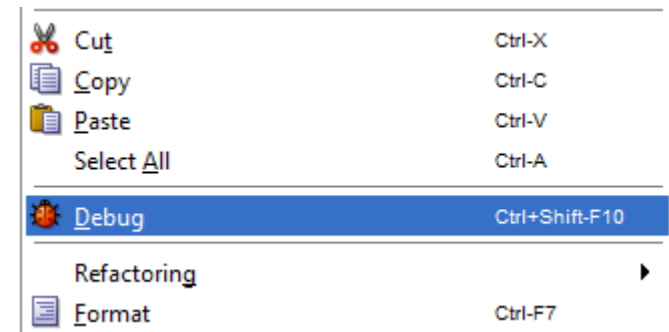 Cut Ctrl-X
Copy Ctrl-C
Paste Ctrl-V
Select All Ctrl-A
Debug Ctrl+Shift-F10
Refactoring
Format Ctrl-F7